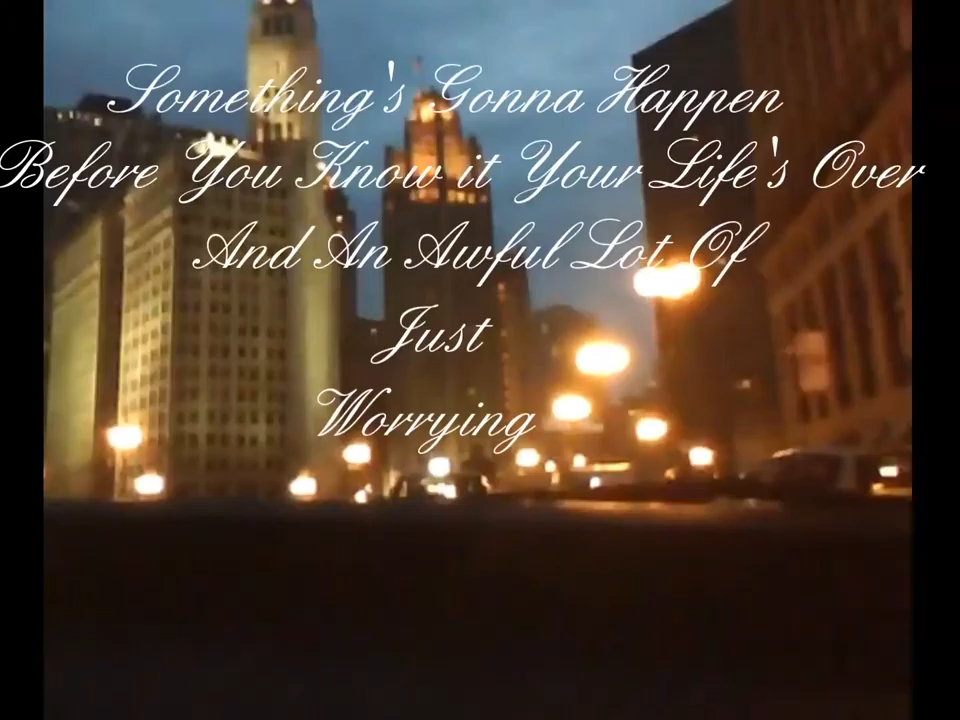 Something's Gonna Happen
Before You Know it Your Life's Over
And An Awful Lot Of
Just
Worrying